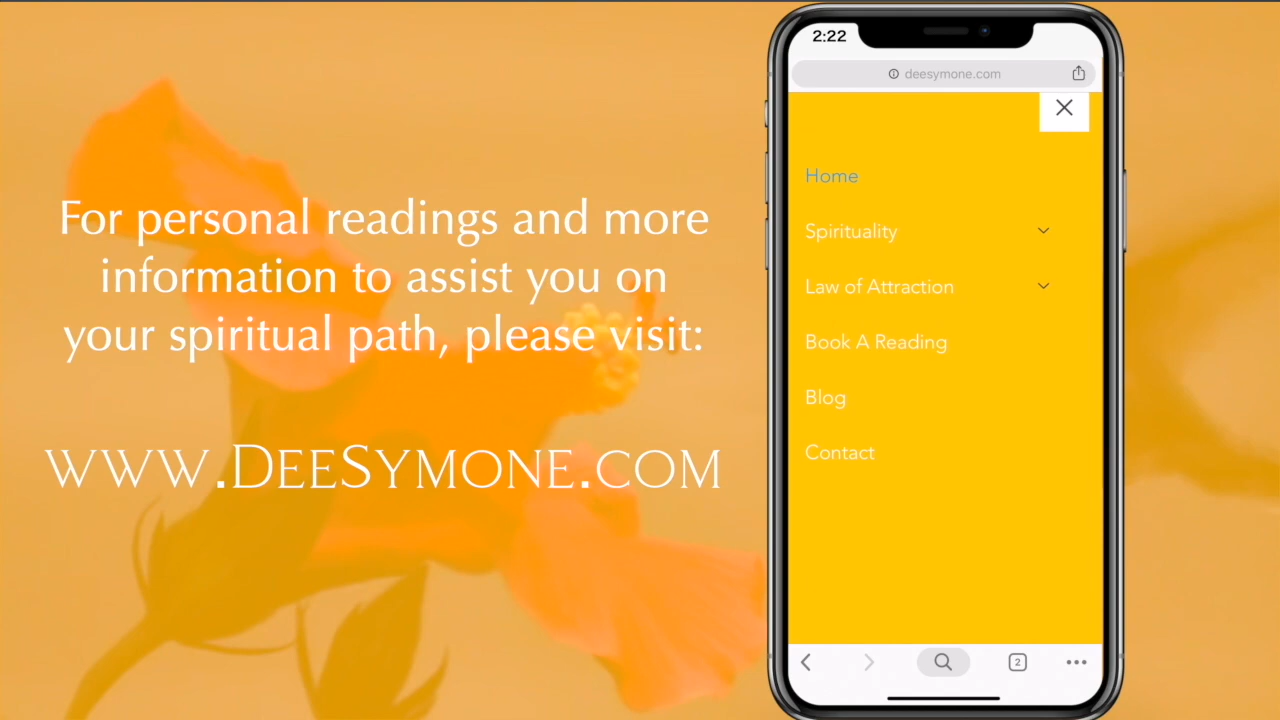 For personal readings and more
information to assist you on
your spiritual path, please visit:
www.DeeSymone.com
2:22
deesymone.com
Home
Spirituality
Law of Attraction
Book A Reading
Blog
Contact
2